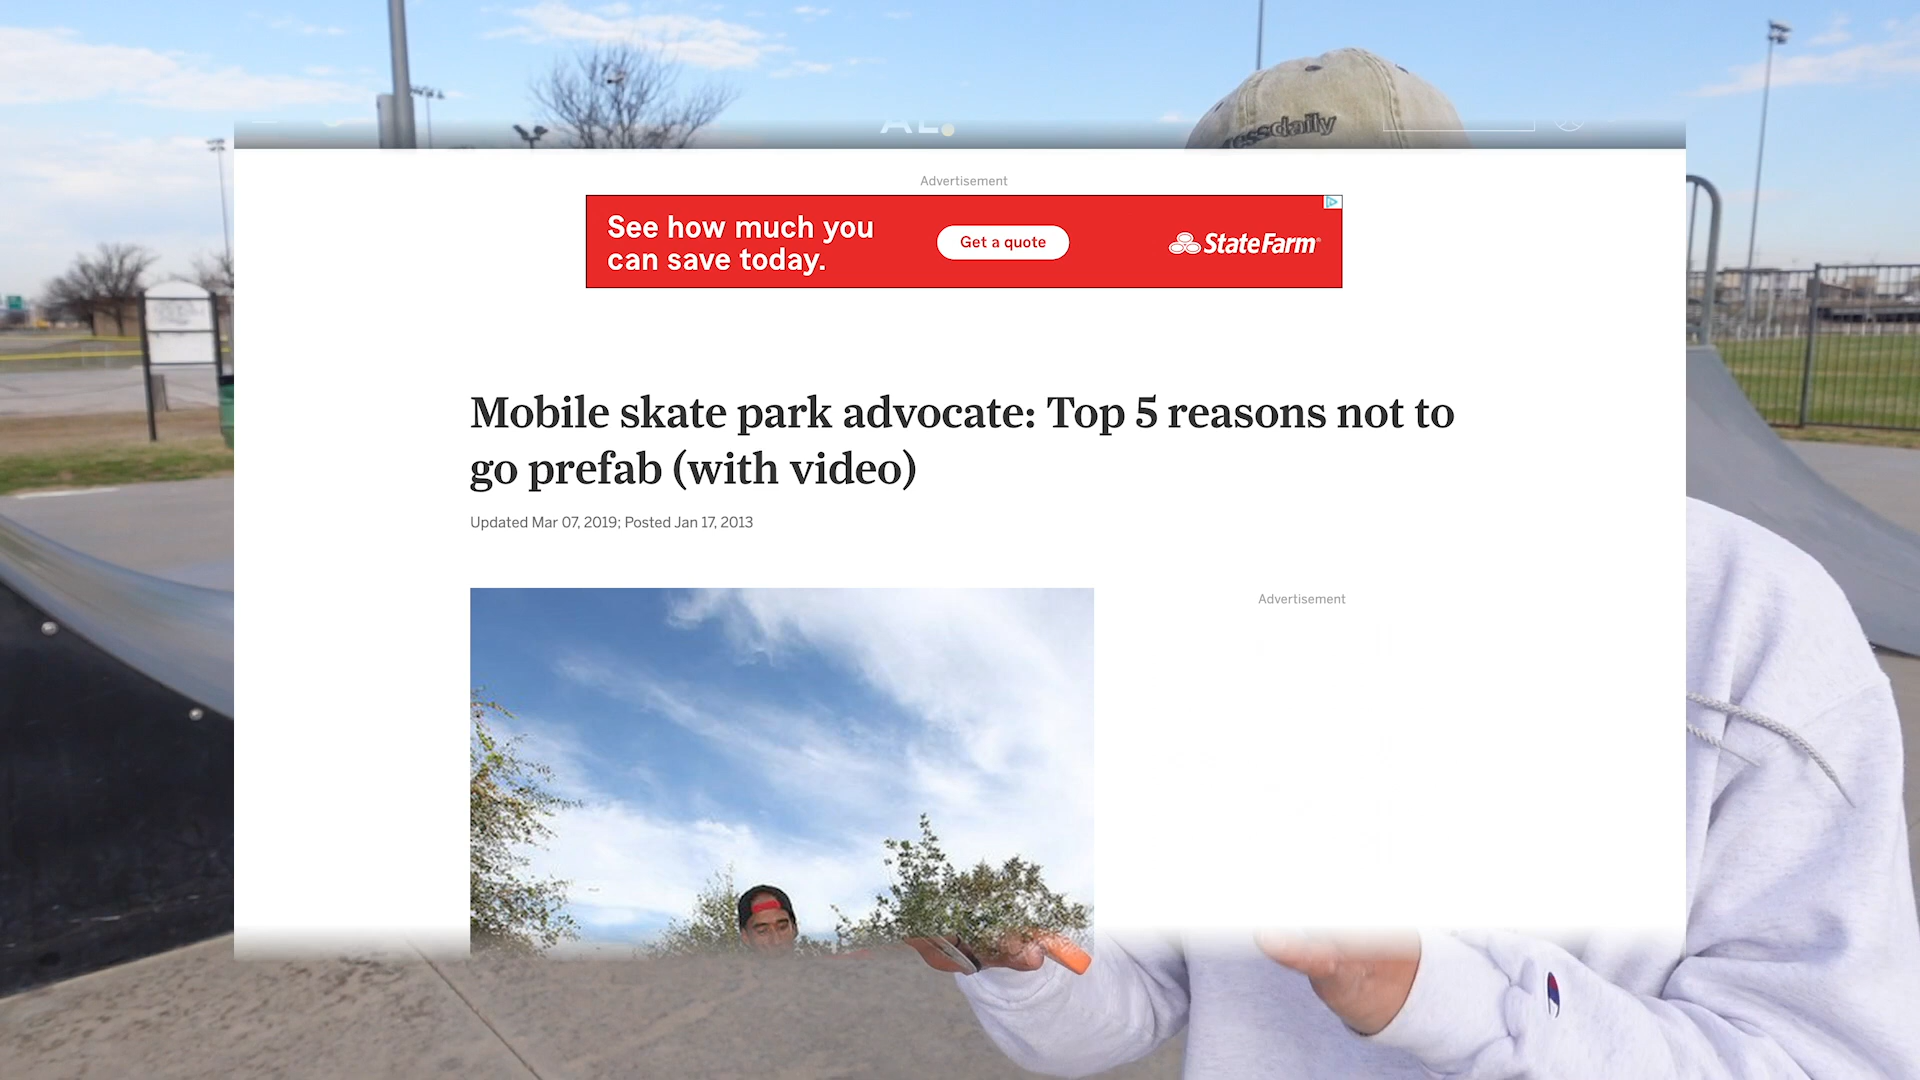 Advertisement
See how much you
can save today.
Get a quote
StateFarm
Mobile skate park advocate: Top 5 reasons not to
go prefab (with video)
Updated Mar 07, 2019; Posted Jan 17, 2013
Advertisement
daily